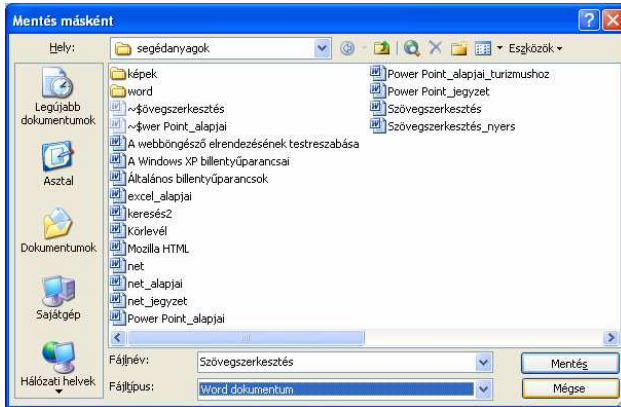 Mentés másként
Hely:
segédanyagok
Eszközök
Legújabb
dokumentumok
Asztal
Dokumentumok
Sajátgép
Hálózati helyek
képek
word
~$övegszerkesztés
~$wer Point_alapjai
A webböngésző elrendezésének testreszabása
A Windows XP billentyűparancsai
Általános billentyűparancsok
excel_alapjai
keresés2
Körlevél
Mozilla HTML
net
net_alapjai
net_jegyzet
Power Point_alapjai
Power Point_alapjai_turizmushoz
Power Point_jegyzet
Szövegszerkesztés
Szövegszerkesztés_nyers
Fájlnév:
Szövegszerkesztés
Mentés
Fájltípus:
Word dokumentum
Mégse